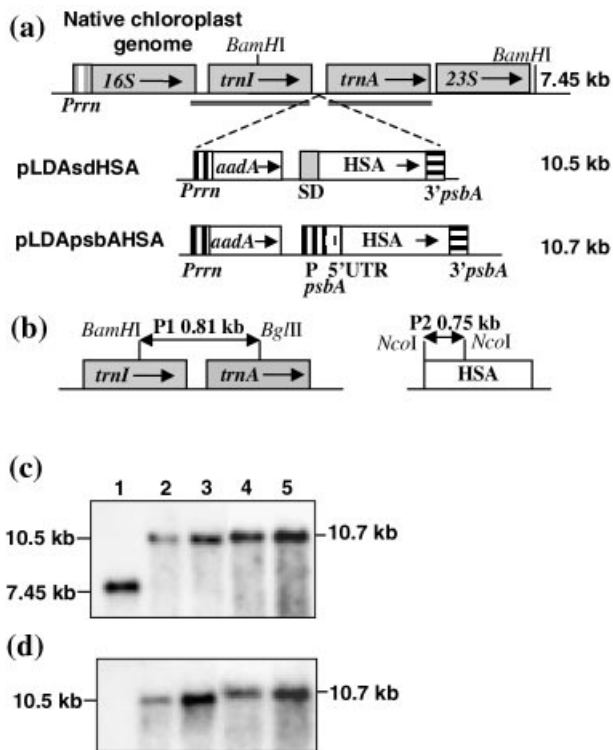 (a) Native chloroplast
genome
BamHI BamHI
16S trnI trnA 23S 7.45 kb
Prrn
pLDAsdHSA aadA HSA 10.5 kb
Prrn SD 3'psbA
pLDApsbAHSA aadA HSA 10.7 kb
Prrn P 5'UTR 3'psbA
psbA
(b)
BamHI P1 0.81 kb BglII
trnI trnA
P2 0.75 kb
NcoI NcoI
HSA
(c)
1 2 3 4 5
10.5 kb 10.7 kb
7.45 kb
(d)
10.5 kb 10.7 kb